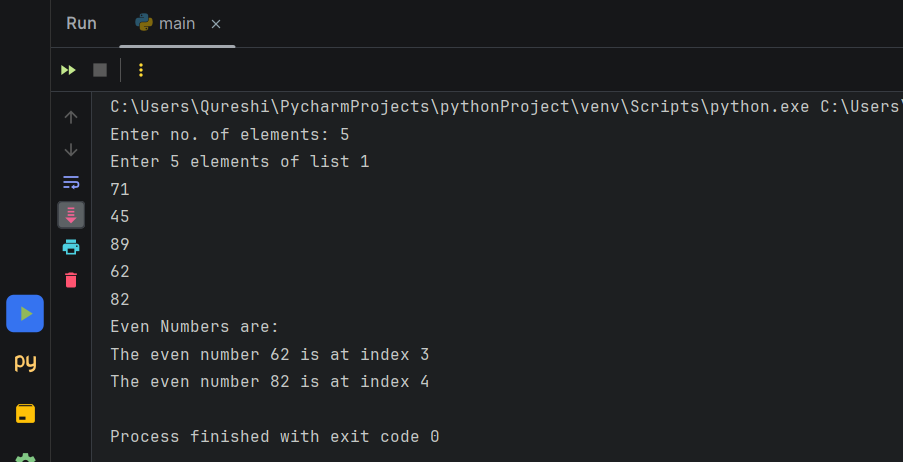 Run main
C:\Users\Qureshi\PycharmProjects\pythonProject\venv\Scripts\python.exe C:\Users\
Enter no. of elements: 5
Enter 5 elements of list 1
71
45
89
62
82
Even Numbers are:
The even number 62 is at index 3
The even number 82 is at index 4
Process finished with exit code 0
py